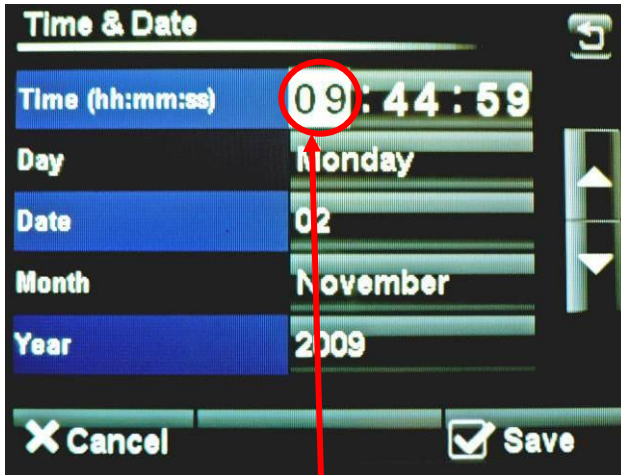 Time & Date
Time (hh:mm:ss) 09:44:59
Day Monday
Date 02
Month November
Year 2009
Cancel Save